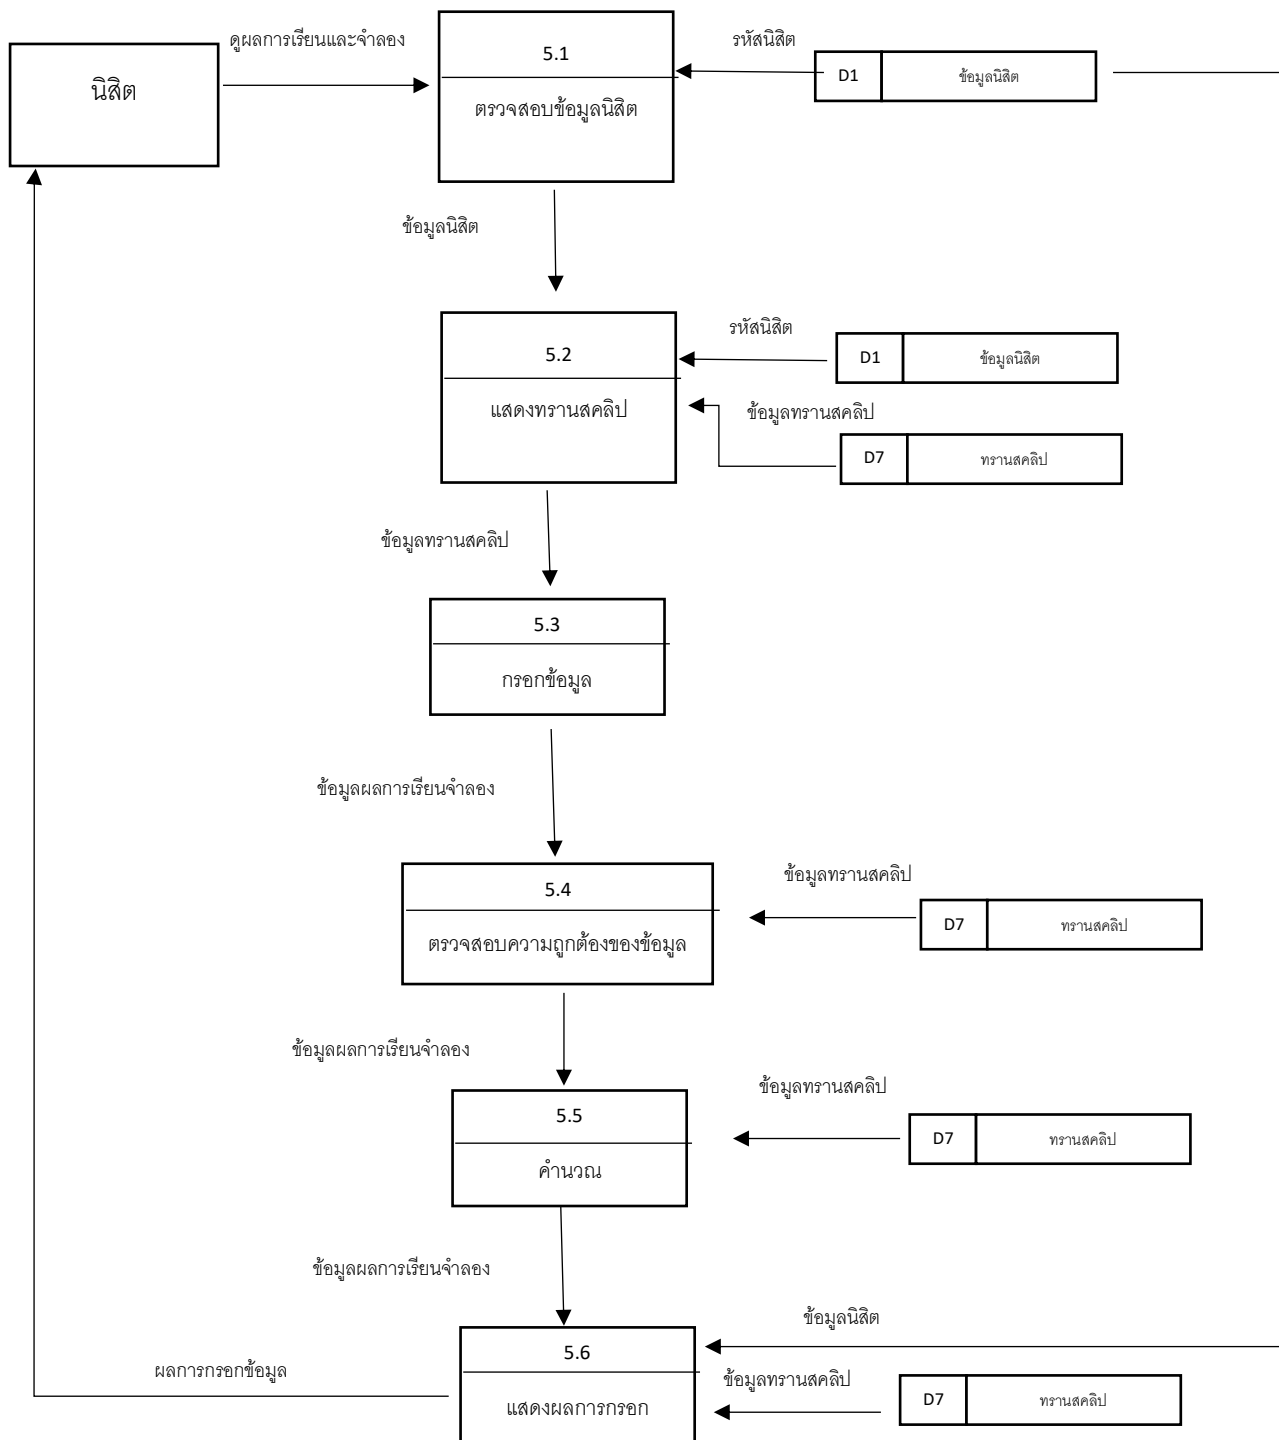 ดูผลการเรียนและจำลอง
5.1
รหัสนิสิต
นิสิต
D1
ข้อมูลนิสิต
ตรวจสอบข้อมูลนิสิต
ข้อมูลนิสิต
5.2
รหัสนิสิต
D1
ข้อมูลนิสิต
แสดงทรานสคลิป
ข้อมูลทรานสคลิป
D7
ทรานสคลิป
ข้อมูลทรานสคลิป
5.3
กรอกข้อมูล
ข้อมูลผลการเรียนจำลอง
5.4
ข้อมูลทรานสคลิป
D7
ทรานสคลิป
ตรวจสอบความถูกต้องของข้อมูล
ข้อมูลผลการเรียนจำลอง
5.5
ข้อมูลทรานสคลิป
D7
ทรานสคลิป
คำนวณ
ข้อมูลผลการเรียนจำลอง
ข้อมูลนิสิต
5.6
ผลการกรอกข้อมูล
ข้อมูลทรานสคลิป
D7
ทรานสคลิป
แสดงผลการกรอก